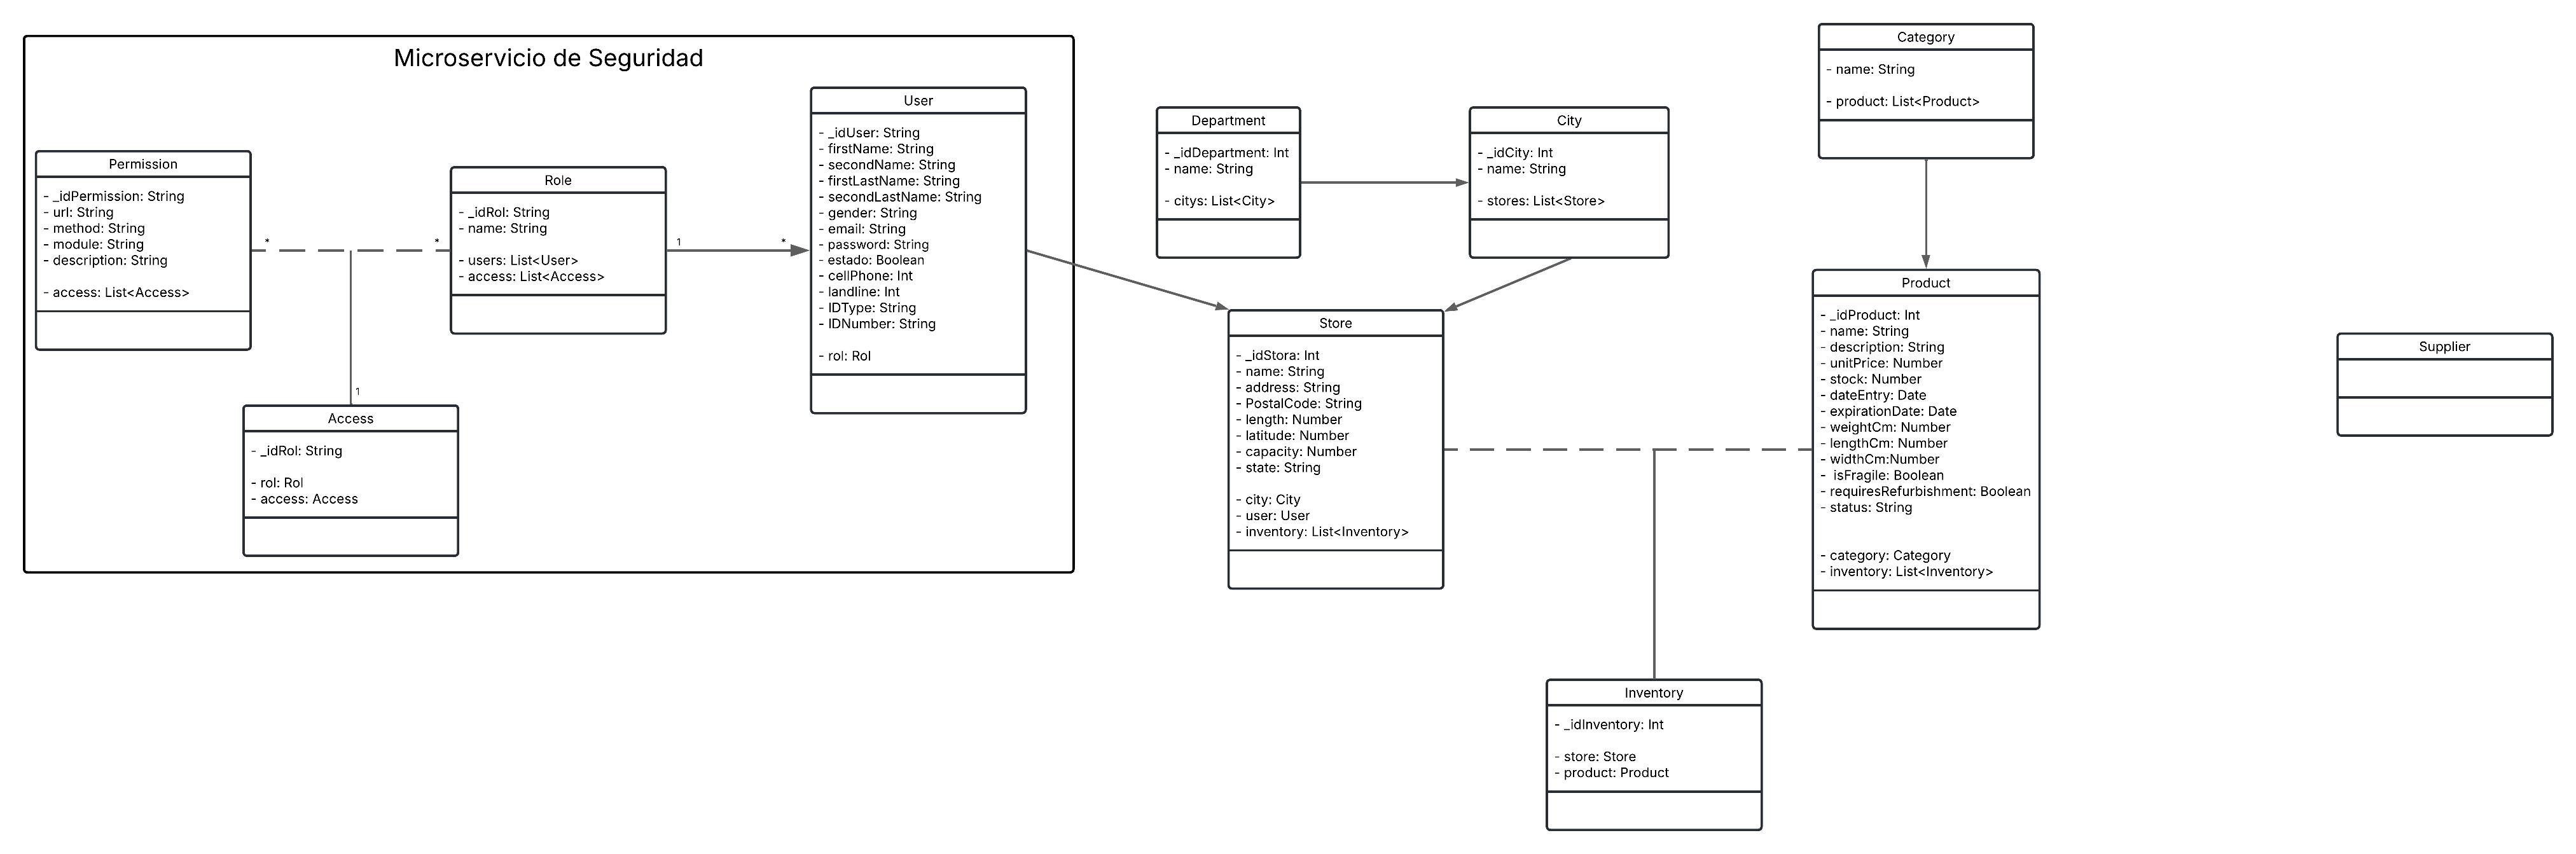 Microservicio de Seguridad
Permission
- _idPermission: String
- url: String
- method: String
- module: String
- description: String
- access: List<Access>
*
*
Role
- _idRol: String
- name: String
- users: List<User>
- access: List<Access>
1
*
1
Access
- _idRol: String
- rol: Rol
- access: Access
User
- _idUser: String
- firstName: String
- secondName: String
- firstLastName: String
- secondLastName: String
- gender: String
- email: String
- password: String
- estado: Boolean
- cellPhone: Int
- landline: Int
- IDType: String
- IDNumber: String
- rol: Rol
Department
- _idDepartment: Int
- name: String
- citys: List<City>
City
- _idCity: Int
- name: String
- stores: List<Store>
Store
- _idStora: Int
- name: String
- address: String
- PostalCode: String
- length: Number
- latitude: Number
- capacity: Number
- state: String
- city: City
- user: User
- inventory: List<Inventory>
Category
- name: String
- product: List<Product>
Product
- _idProduct: Int
- name: String
- description: String
- unitPrice: Number
- stock: Number
- dateEntry: Date
- expirationDate: Date
- weightCm: Number
- lengthCm: Number
- widthCm:Number
- isFragile: Boolean
- requiresRefurbishment: Boolean
- status: String
- category: Category
- inventory: List<Inventory>
Inventory
- _idInventory: Int
- store: Store
- product: Product
Supplier